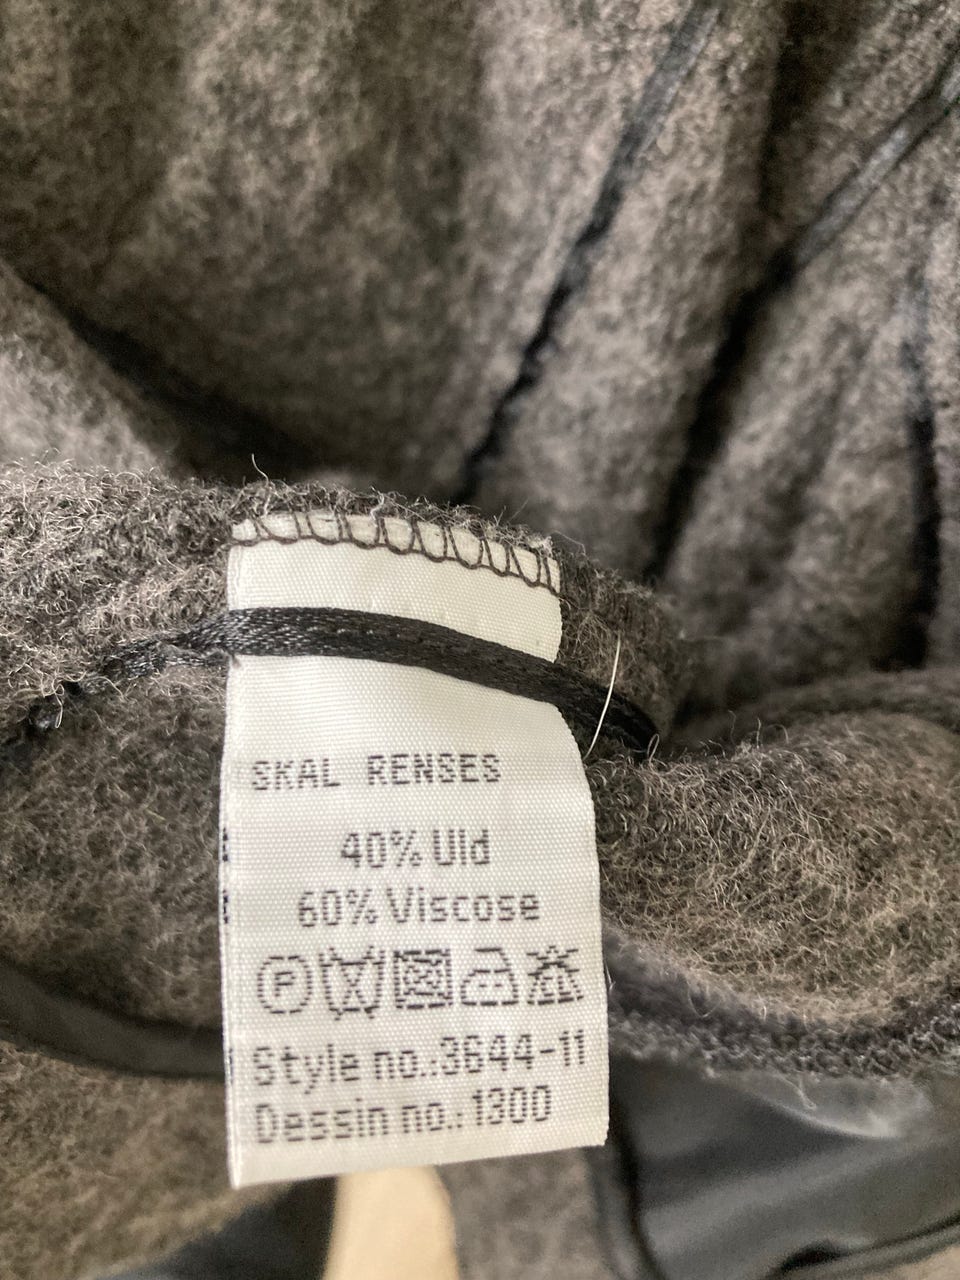 SKAL RENSES
40% Uld
60% Viscose
P
Style no.:3644-11
Dessin no.: 1300